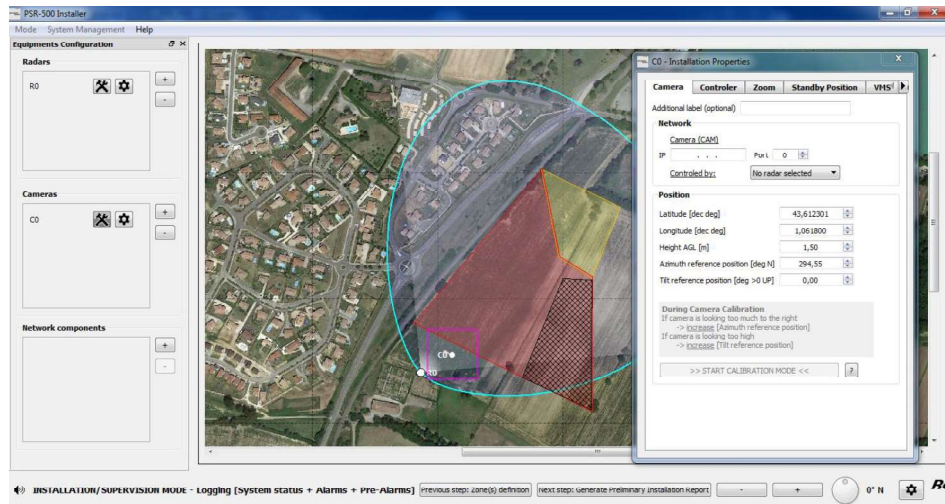 PSR-500 Installer
Mode System Management Help
Equipments Configuration
Radars
R0
+
-
Cameras
C0
+
-
Network components
+
-
C0
R0
C0 - Installation Properties
X
Camera Controler Zoom Standby Position VMS
Additional label (optional)
Network
Camera (CAM)
IP . . . Port 0
Controled by: No radar selected
Position
Latitude [dec deg] 43,612301
Longitude [dec deg] 1,061800
Height AGL [m] 1,50
Azimuth reference position [deg N] 294,55
Tilt reference position [deg >0 UP] 0,00
During Camera Calibration
If camera is looking too much to the right
-> increase [Azimuth reference position]
If camera is looking too high
-> increase [Tilt reference position]
>> START CALIBRATION MODE << ?
INSTALLATION/SUPERVISION MODE - Logging [System status + Alarms + Pre-Alarms] Previous step: Zone(s) definition Next step: Generate Preliminary Installation Report - + 0° N